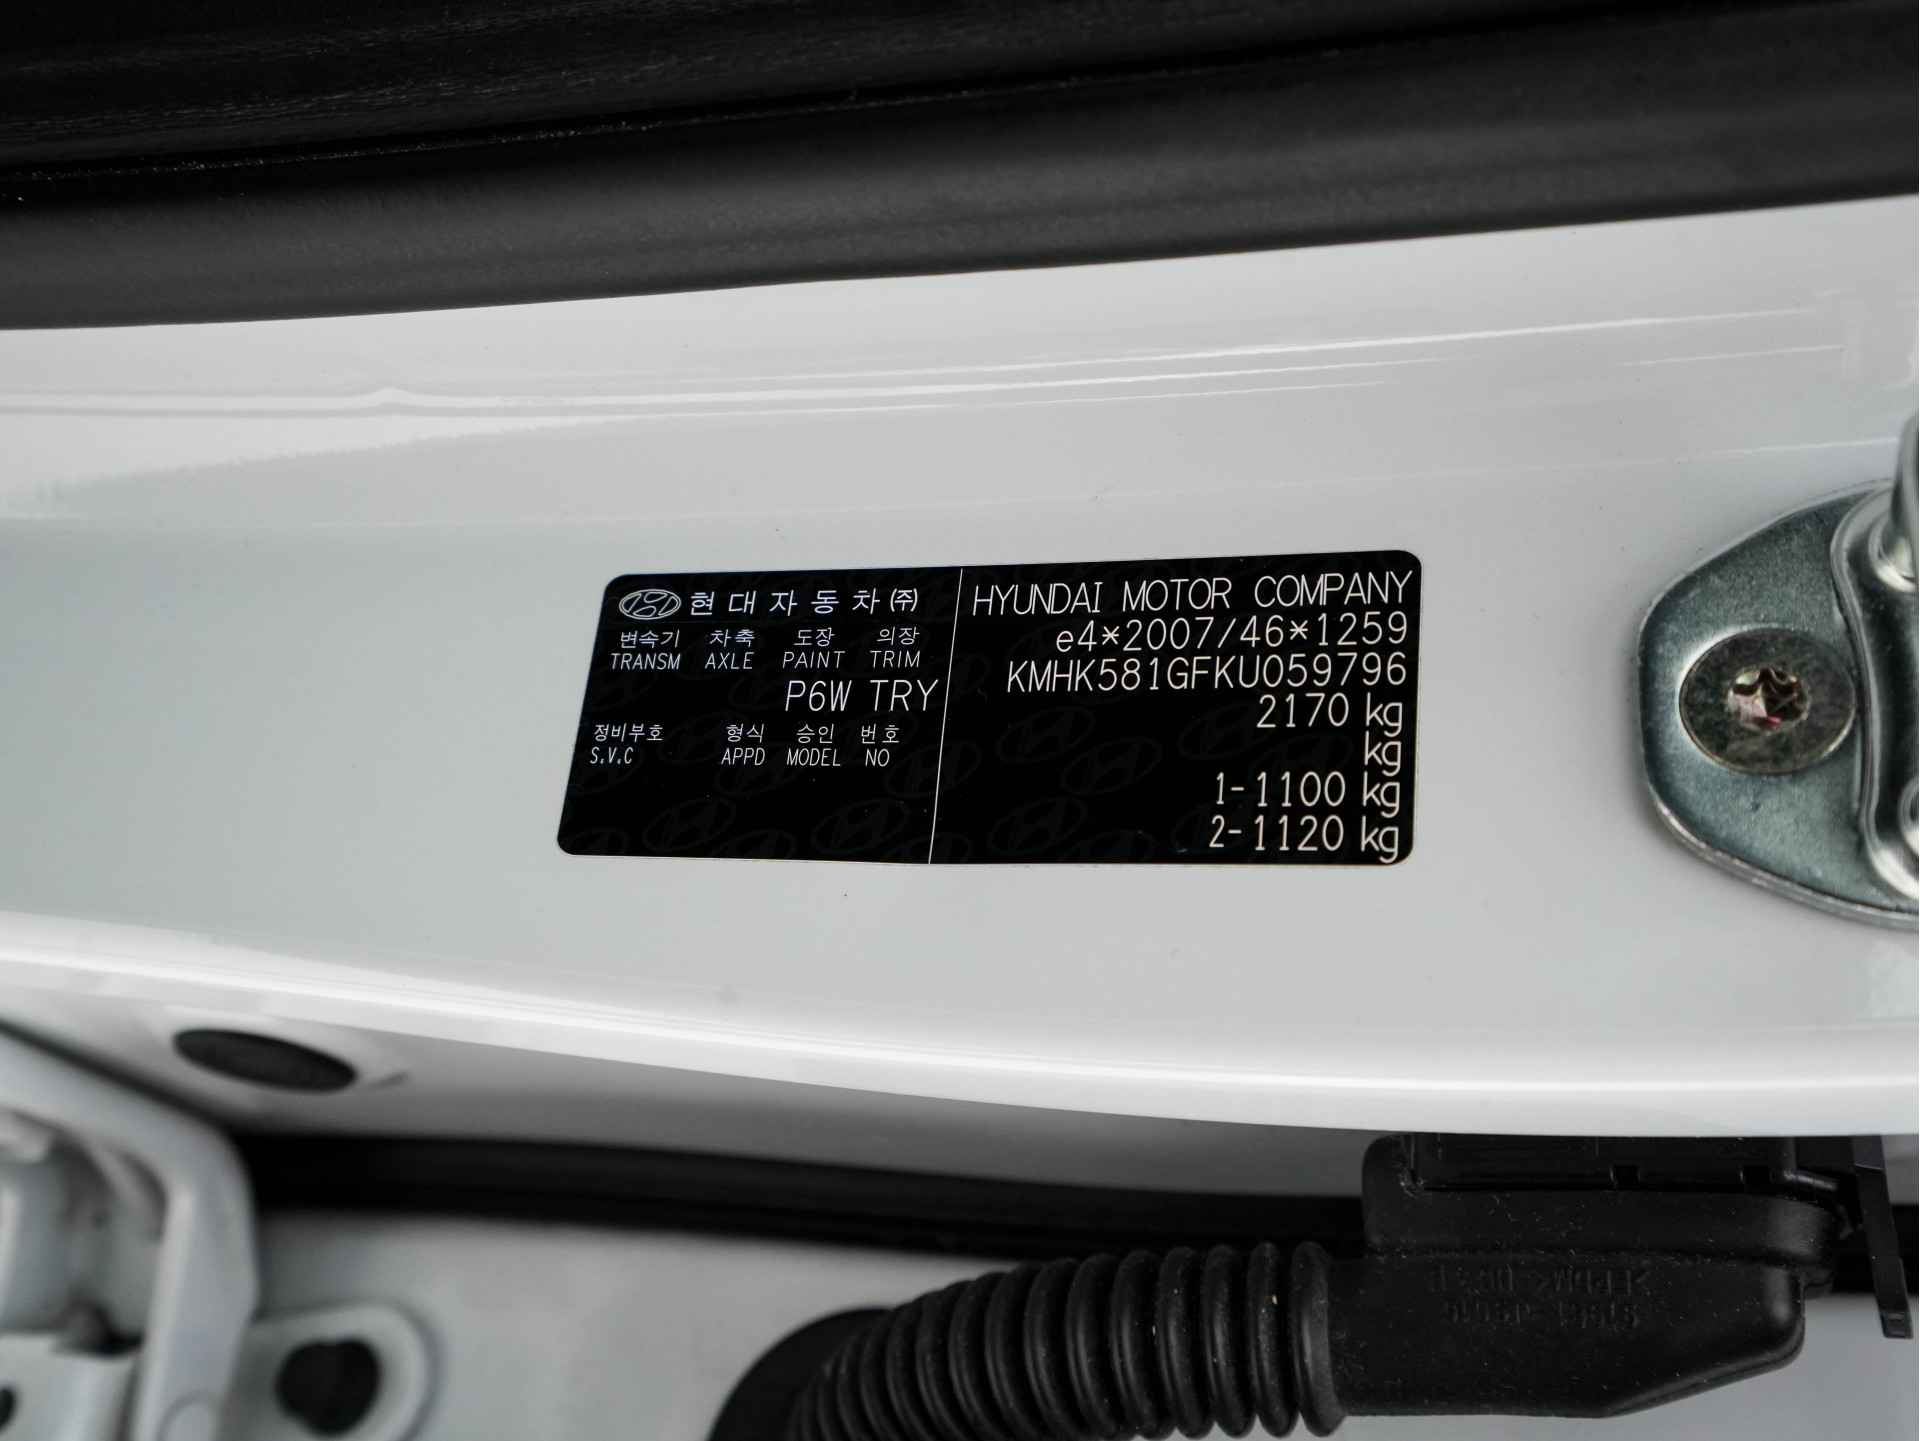 현대자동차㈜
변속기 차축 도장 의장
TRANSM AXLE PAINT TRIM
P6W TRY
정비부호 형식 승인 번호
S.V.C APPD MODEL NO
HYUNDAI MOTOR COMPANY
e4*2007/46*1259
KMHK581GFKU059796
2170 kg
kg
1-1100 kg
2-1120 kg